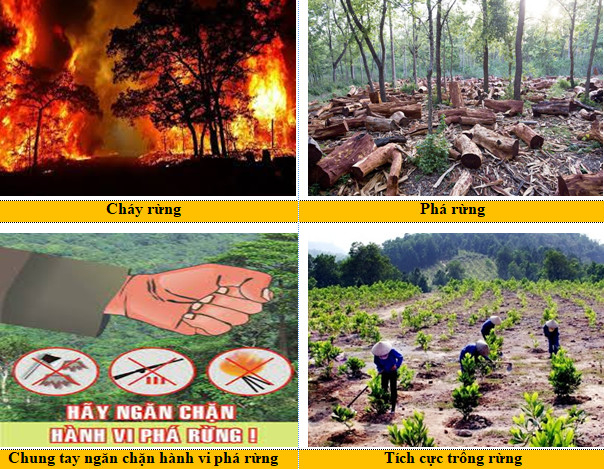 Cháy rừng
Phá rừng
HÃY NGĂN CHẶN
HÀNH VI PHÁ RỪNG !
Chung tay ngăn chặn hành vi phá rừng
Tích cực trồng rừng